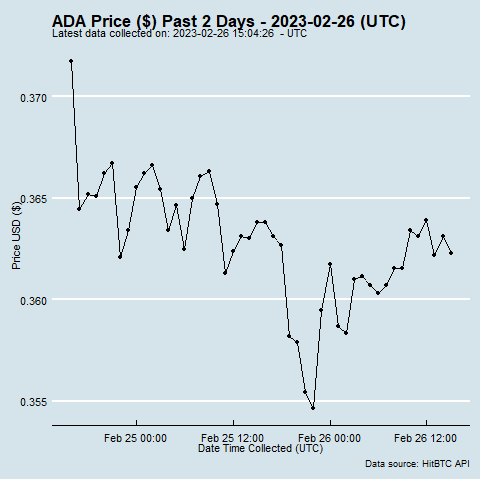 ADA Price ($) Past 2 Days - 2023-02-26 (UTC)
Latest data collected on: 2023-02-26 15:04:26  - UTC
0.370
0.365
0.360
0.355
Price USD ($)
Feb 25 00:00
Feb 25 12:00
Feb 26 00:00
Feb 26 12:00
Date Time Collected (UTC)
Data source: HitBTC API